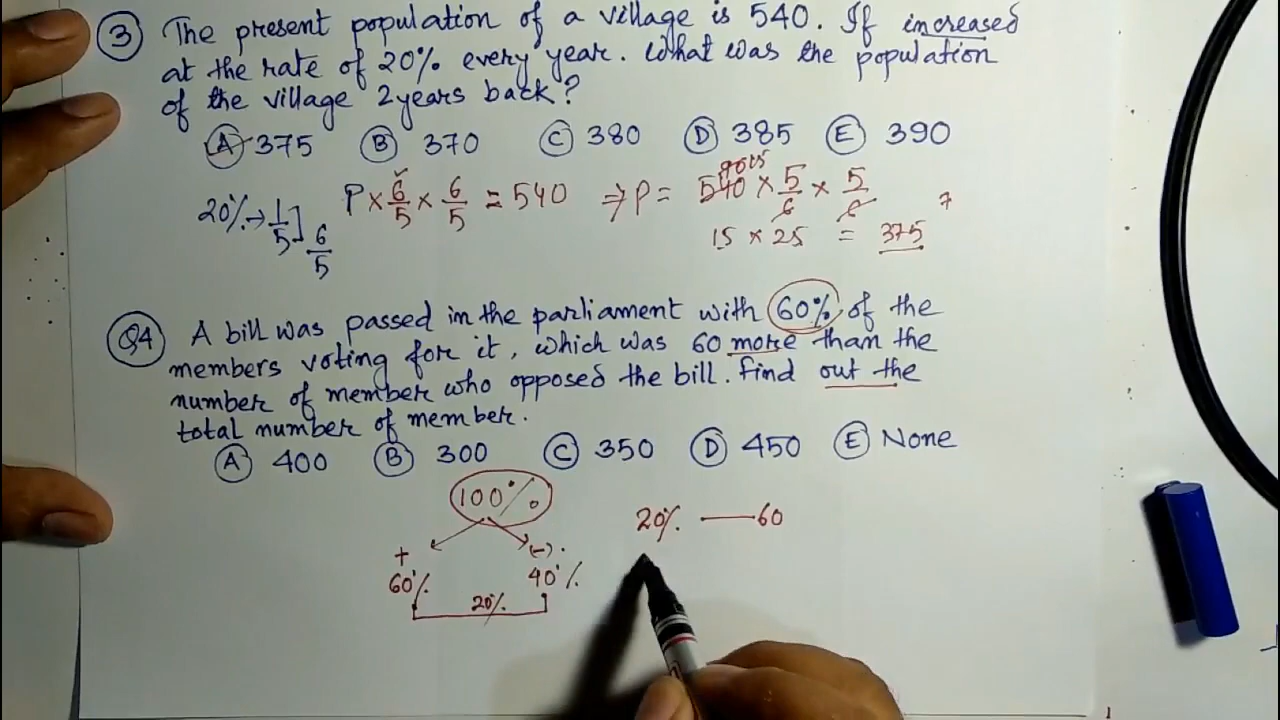 3 The present population of a village is 540. If increased
at the rate of 20% every year. What was the population
of the village 2 years back?
A 375 B 370 C 380 D 385 E 390
20% → 1/5] 6/5 P × 6/5 × 6/5 = 540 ⇒ P = 540 × 5/6 × 5/6
15 × 25 = 375
Q4 A bill was passed in the parliament with 60% of the
members voting for it, which was 60 more than the
number of member who opposed the bill. Find out the
total number of member.
A 400 B 300 C 350 D 450 E None
100%
20% — 60
+ (-)
60% 40%
20%